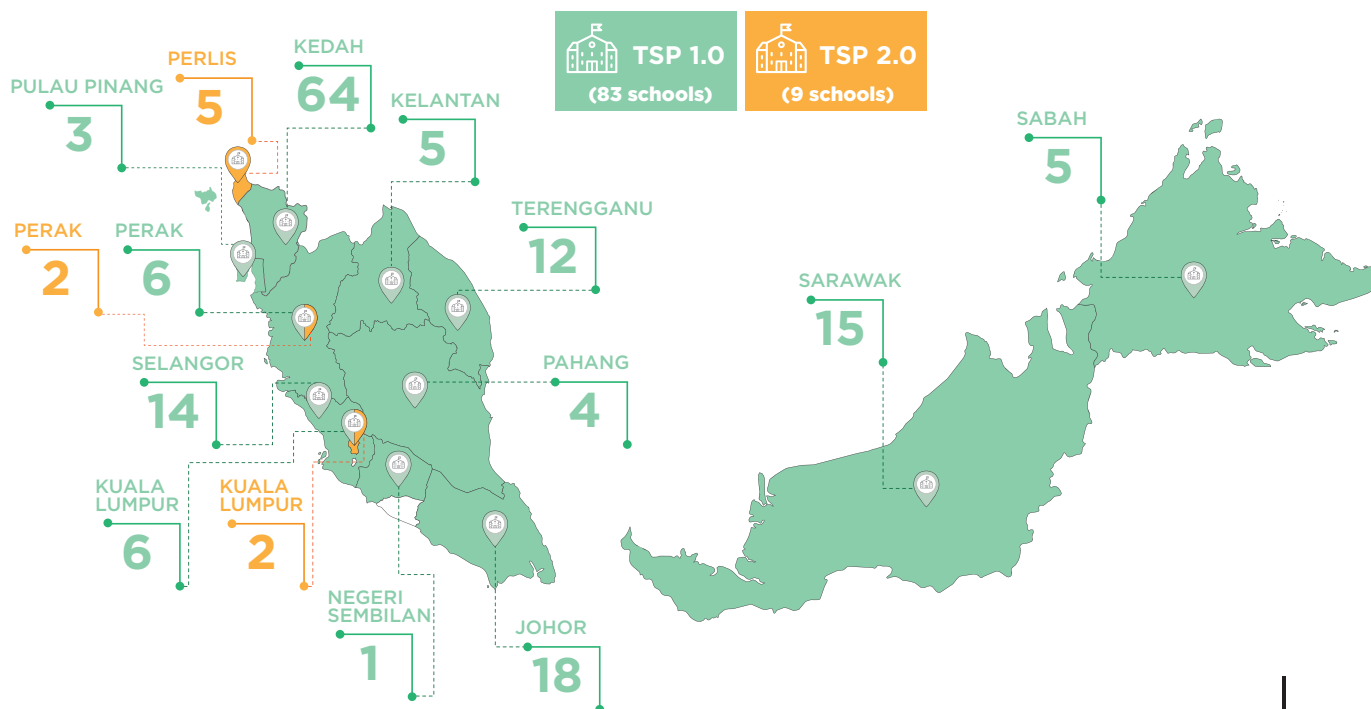 TSP 1.0
(83 schools)
TSP 2.0
(9 schools)
KEDAH
64
PERLIS
5
PULAU PINANG
3
KELANTAN
5
SABAH
5
TERENGGANU
12
PERAK
2
PERAK
6
SARAWAK
15
SELANGOR
14
PAHANG
4
KUALA
LUMPUR
6
KUALA
LUMPUR
2
NEGERI
SEMBILAN
1
JOHOR
18